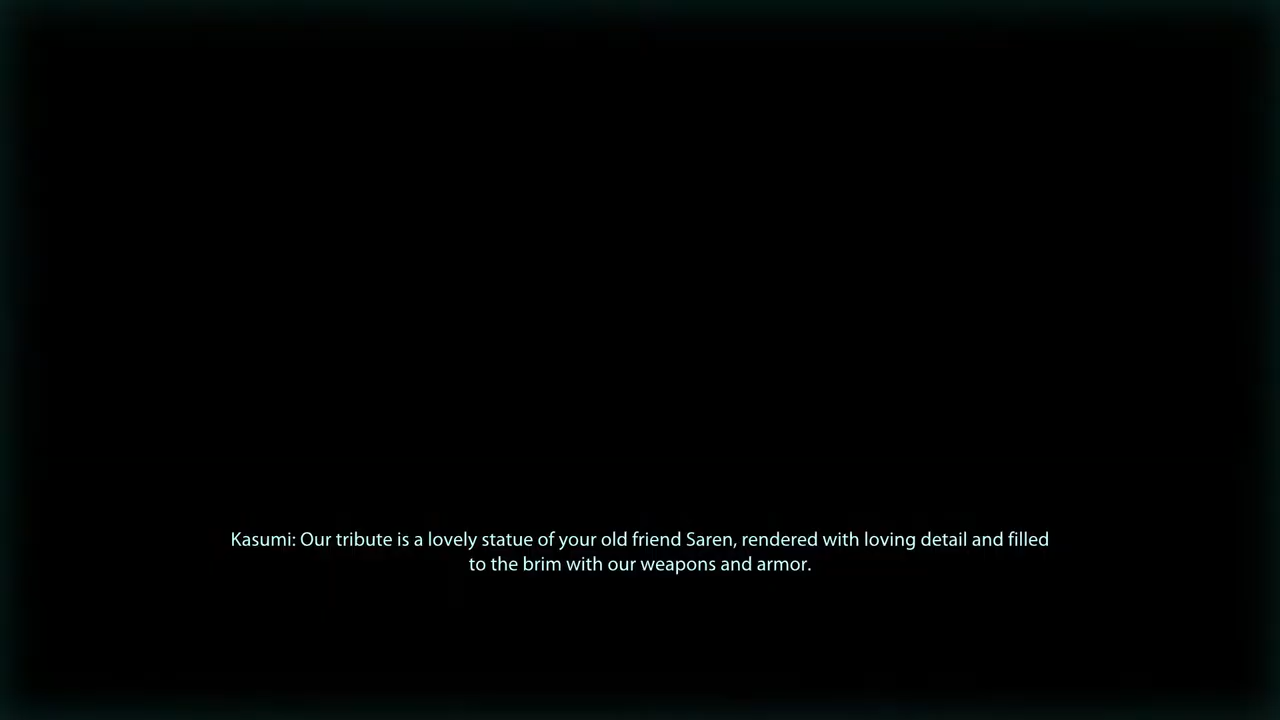 Kasumi: Our tribute is a lovely statue of your old friend Saren, rendered with loving detail and filled
to the brim with our weapons and armor.